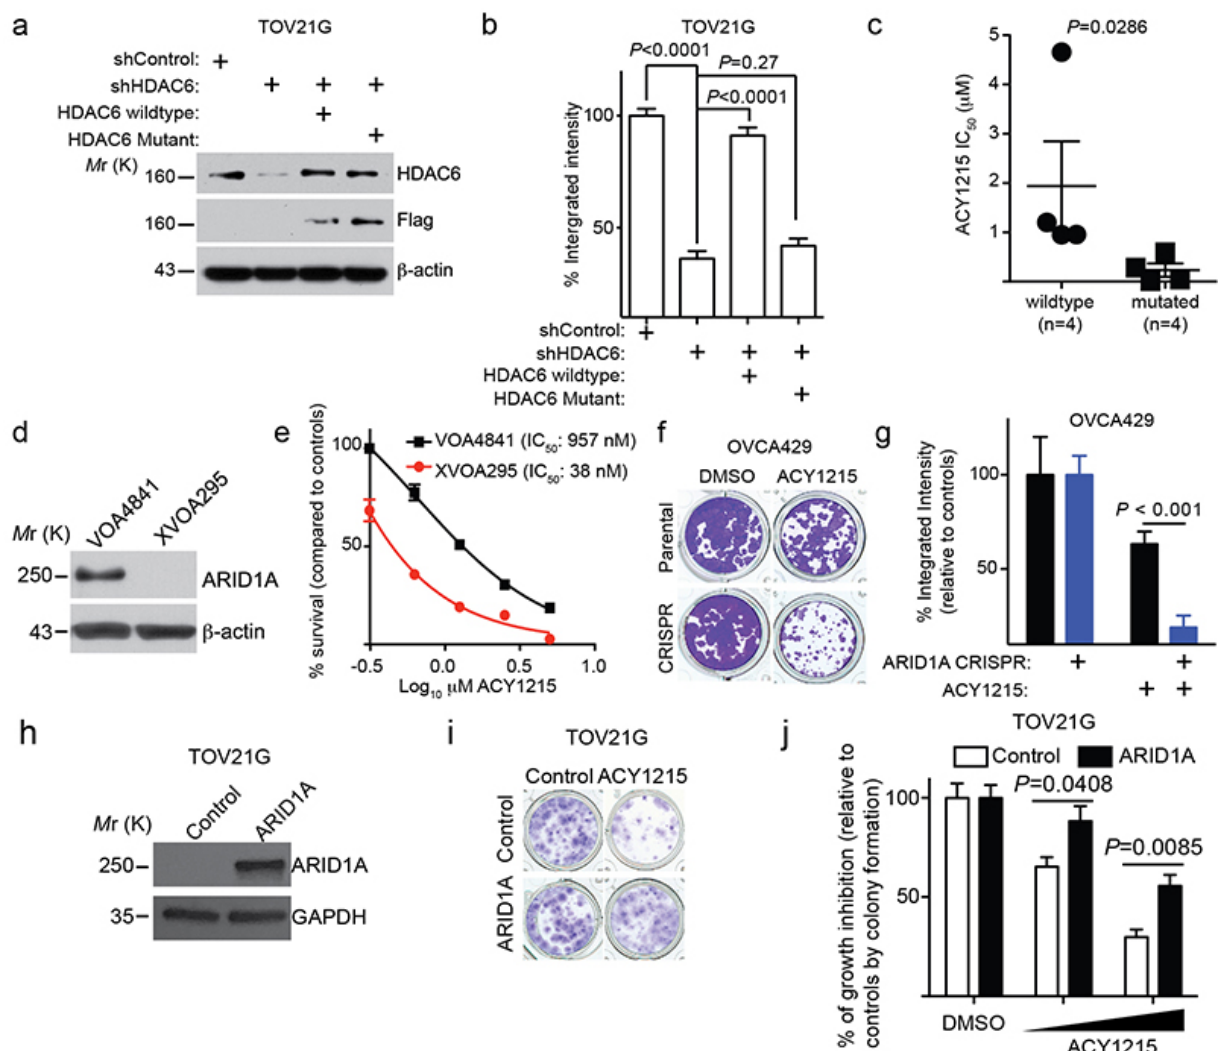 a
TOV21G
shControl: +
shHDAC6: + + +
HDAC6 wildtype: +
HDAC6 Mutant: +
Mr (K)
160 HDAC6
160 Flag
43 β-actin
b
TOV21G
P<0.0001
P=0.27
P<0.0001
% Intergrated intensity
100
50
shControl: +
shHDAC6: + + +
HDAC6 wildtype: +
HDAC6 Mutant: +
c
P=0.0286
ACY1215 IC50 (μM)
5
4
3
2
1
wildtype mutated
(n=4) (n=4)
d
Mr (K)
VOA4841 XVOA295
250 ARID1A
43 β-actin
e
% survival (compared to controls)
100
50
VOA4841 (IC50: 957 nM)
XVOA295 (IC50: 38 nM)
-0.5 0.0 0.5 1.0
Log10 μM ACY1215
f
OVCA429
DMSO ACY1215
Parental
CRISPR
g
OVCA429
% Integrated Intensity
(relative to controls)
100
50
P < 0.001
ARID1A CRISPR: + +
ACY1215: + +
h
TOV21G
Mr (K)
Control ARID1A
250 ARID1A
35 GAPDH
i
TOV21G
Control ACY1215
Control
ARID1A
j
TOV21G
Control ARID1A
% of growth inhibition (relative to
controls by colony formation)
100
50
P=0.0408
P=0.0085
DMSO
ACY1215